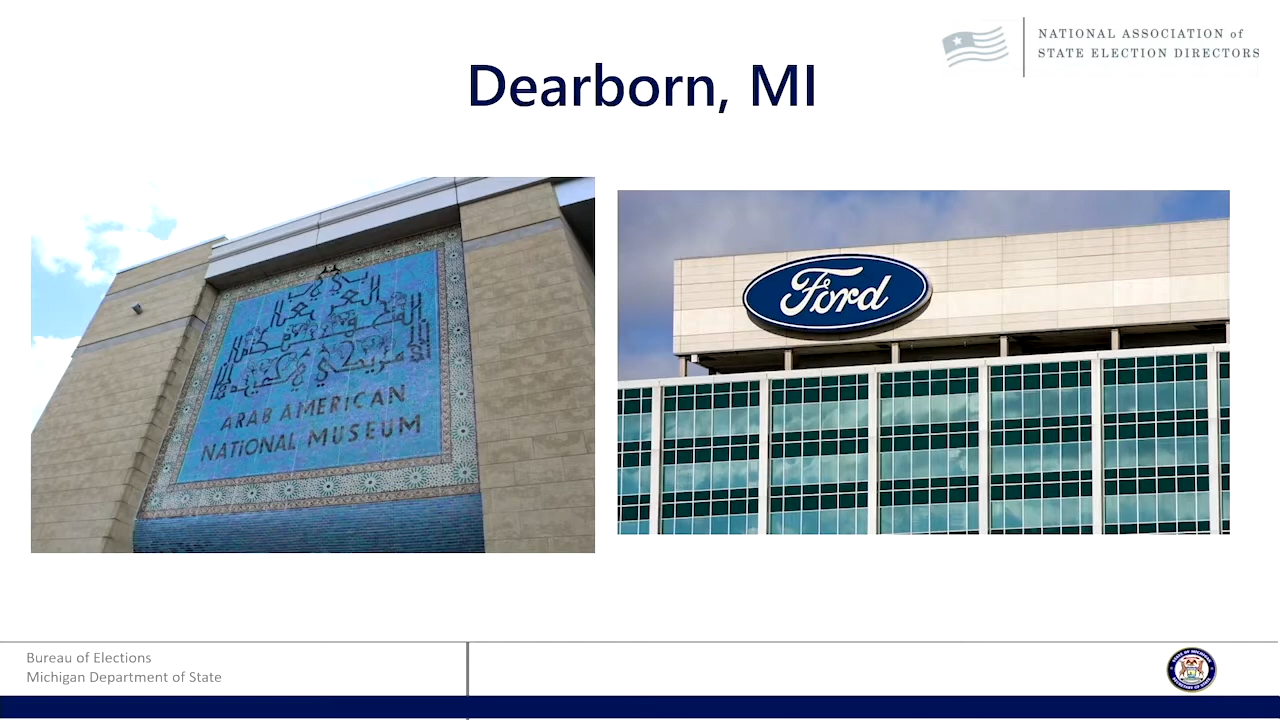 NATIONAL ASSOCIATION of
STATE ELECTION DIRECTORS
Dearborn, MI
ARAB AMERICAN
NATIONAL MUSEUM
Ford
Bureau of Elections
Michigan Department of State